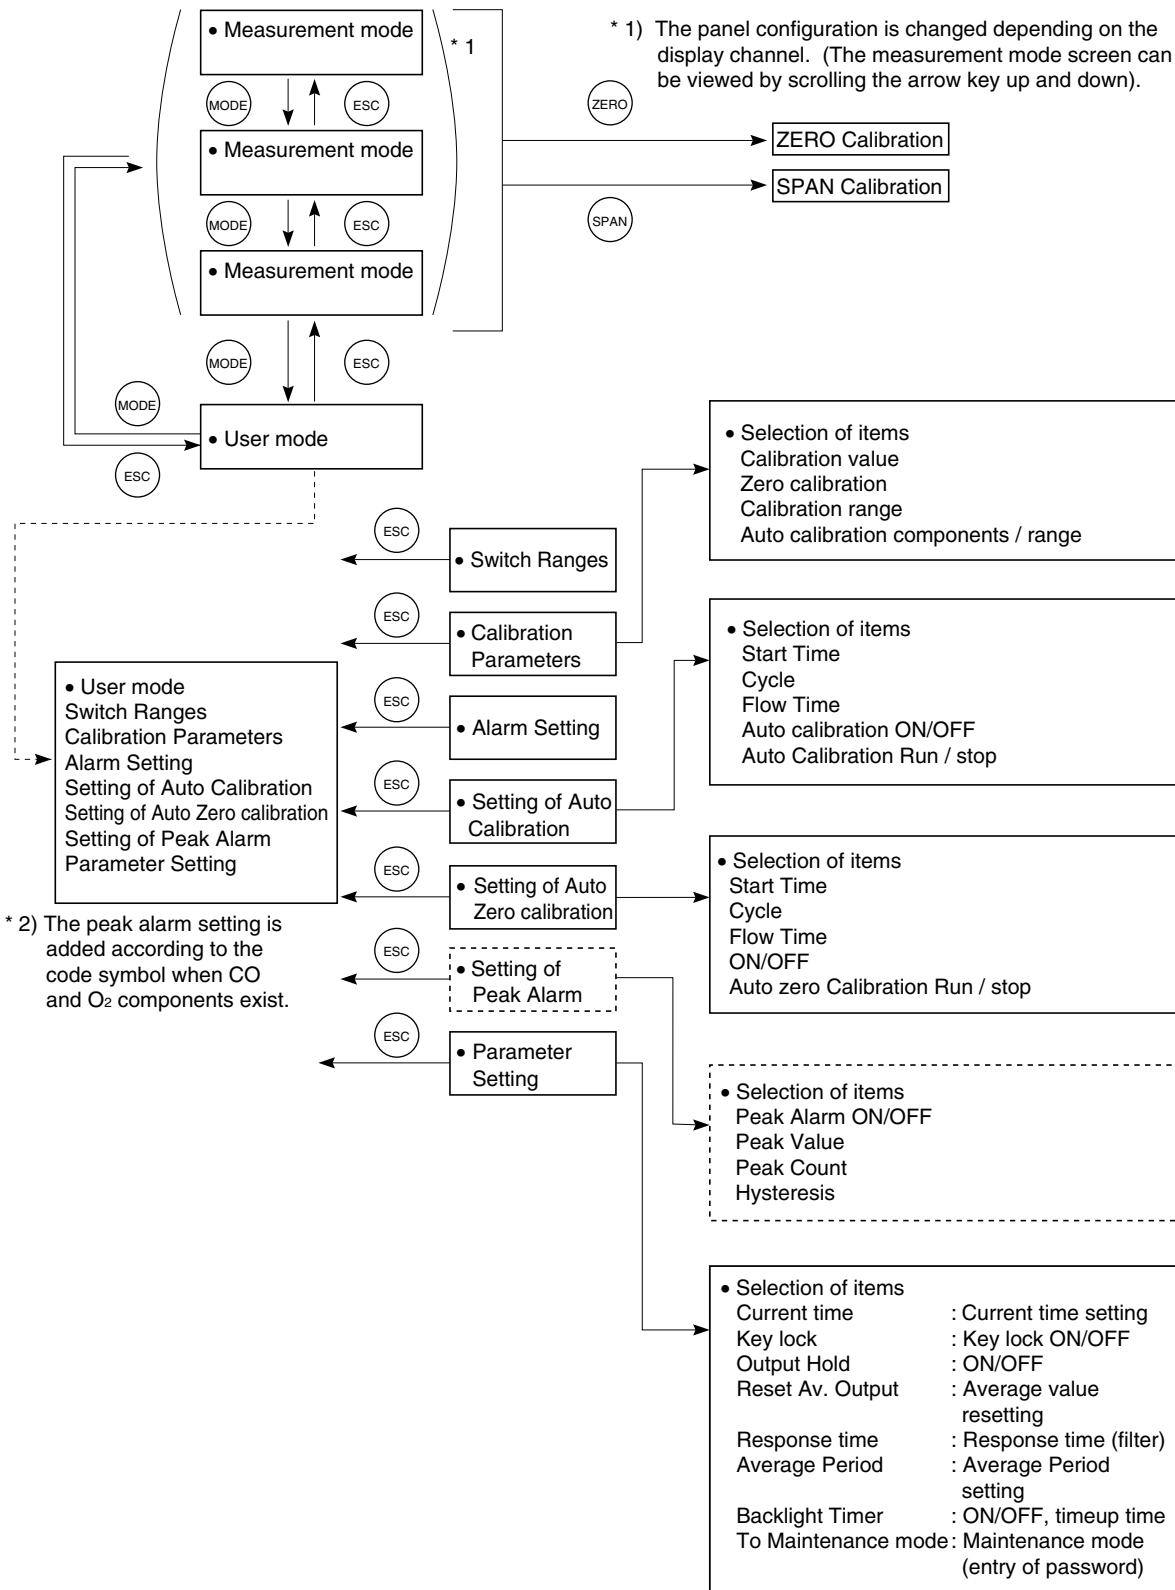 • Measurement mode
* 1
* 1) The panel configuration is changed depending on the
display channel. (The measurement mode screen can
be viewed by scrolling the arrow key up and down).
MODE
ESC
ZERO
• Measurement mode
ZERO Calibration
SPAN Calibration
MODE
ESC
SPAN
• Measurement mode
MODE
ESC
MODE
• User mode
ESC
• Selection of items
Calibration value
Zero calibration
Calibration range
Auto calibration components / range
ESC
• Switch Ranges
ESC
• Calibration
Parameters
• Selection of items
Start Time
Cycle
Flow Time
Auto calibration ON/OFF
Auto Calibration Run / stop
• User mode
Switch Ranges
Calibration Parameters
Alarm Setting
Setting of Auto Calibration
Setting of Auto Zero calibration
Setting of Peak Alarm
Parameter Setting
ESC
• Alarm Setting
ESC
• Setting of Auto
Calibration
ESC
• Setting of Auto
Zero calibration
• Selection of items
Start Time
Cycle
Flow Time
ON/OFF
Auto zero Calibration Run / stop
* 2) The peak alarm setting is
added according to the
code symbol when CO
and O2 components exist.
ESC
• Setting of
Peak Alarm
ESC
• Parameter
Setting
• Selection of items
Peak Alarm ON/OFF
Peak Value
Peak Count
Hysteresis
• Selection of items
Current time : Current time setting
Key lock : Key lock ON/OFF
Output Hold : ON/OFF
Reset Av. Output : Average value
resetting
Response time : Response time (filter)
Average Period : Average Period
setting
Backlight Timer : ON/OFF, timeup time
To Maintenance mode : Maintenance mode
(entry of password)